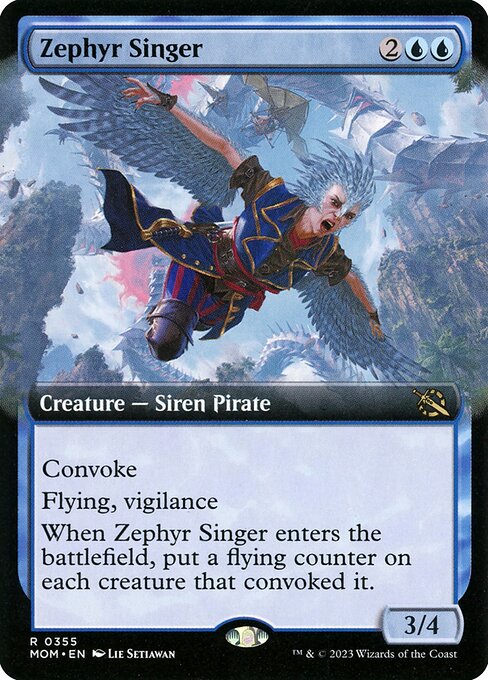 Zephyr Singer 2
Creature — Siren Pirate
Convoke
Flying, vigilance
When Zephyr Singer enters the
battlefield, put a flying counter on
each creature that convoked it.
3/4
R 0355
MOM • EN Lie Setiawan
™ & © 2023 Wizards of the Coast